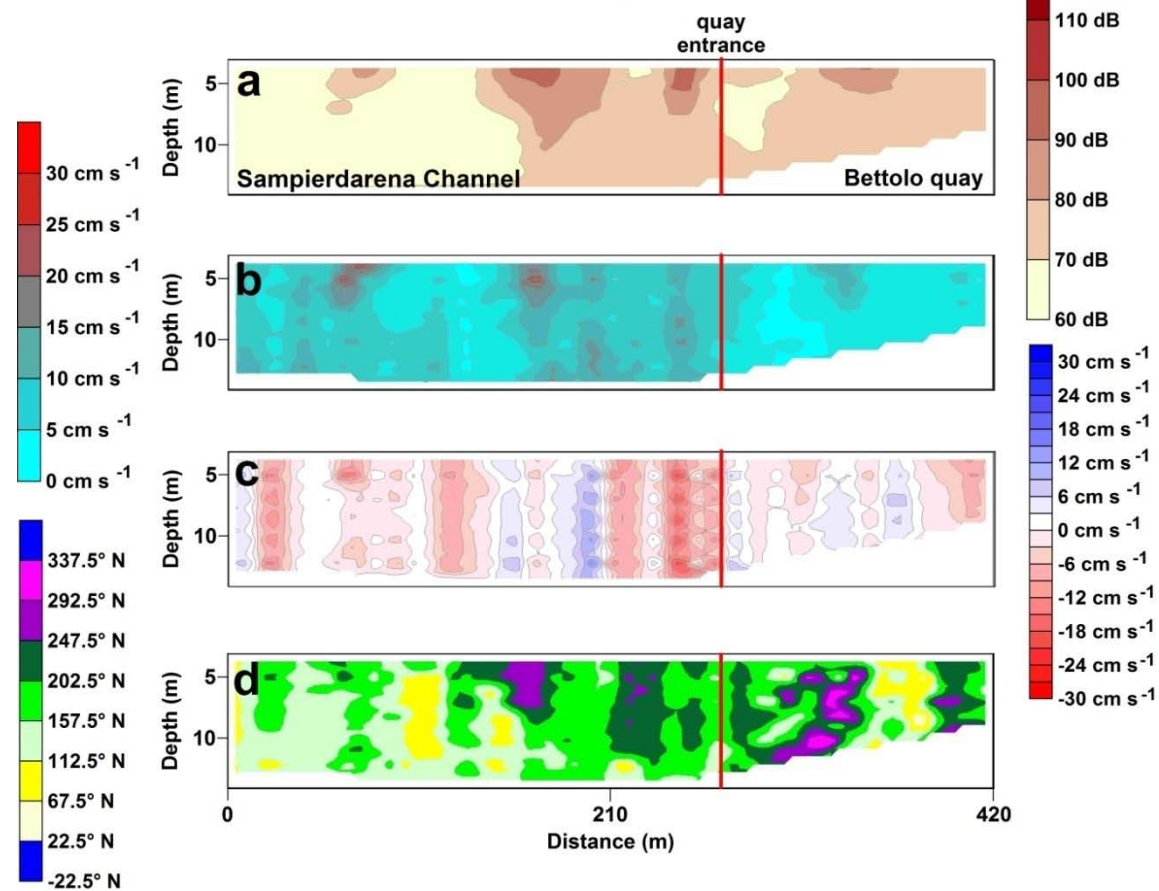 quay
entrance
a
5
10
Depth (m)
Sampierdarena Channel
Bettolo quay
110 dB
100 dB
90 dB
80 dB
70 dB
60 dB
30 cm s -1
25 cm s -1
20 cm s -1
15 cm s -1
10 cm s -1
5 cm s -1
0 cm s -1
b
5
10
Depth (m)
c
5
10
Depth (m)
30 cm s -1
24 cm s -1
18 cm s -1
12 cm s -1
6 cm s -1
0 cm s -1
-6 cm s -1
-12 cm s -1
-18 cm s -1
-24 cm s -1
-30 cm s -1
337.5° N
292.5° N
247.5° N
202.5° N
157.5° N
112.5° N
67.5° N
22.5° N
-22.5° N
d
5
10
Depth (m)
0
210
420
Distance (m)